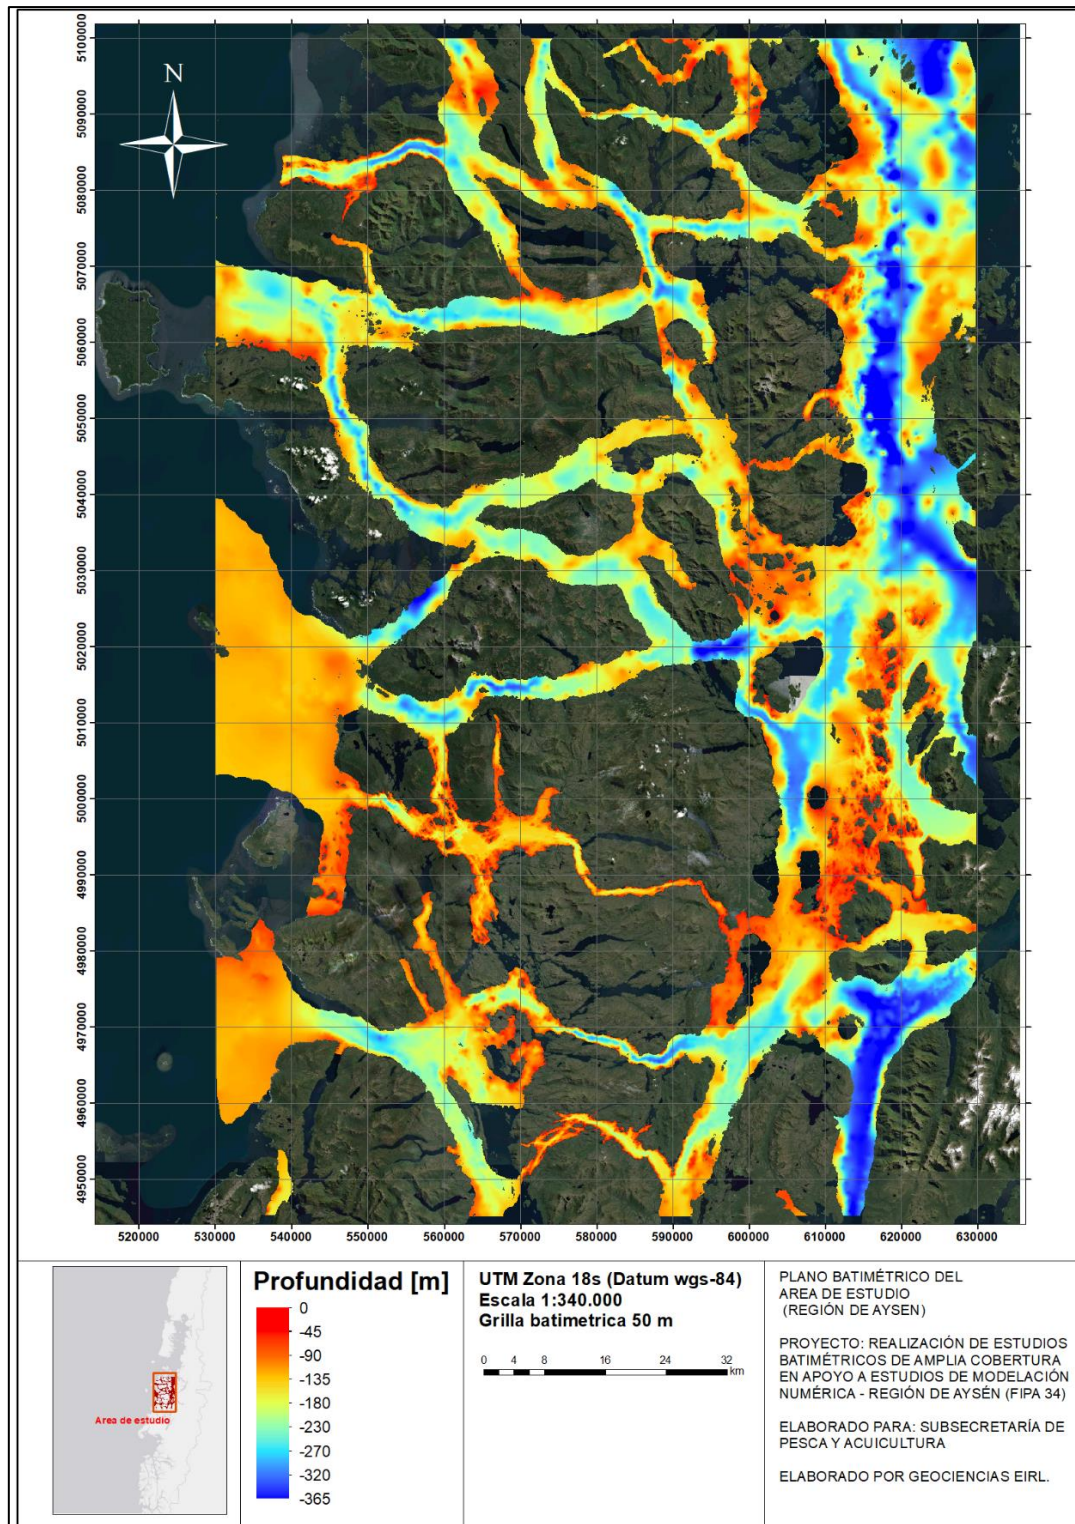 N
5100000
5090000
5080000
5070000
5060000
5050000
5040000
5030000
5020000
5010000
5000000
4990000
4980000
4970000
4960000
4950000
520000 530000 540000 550000 560000 570000 580000 590000 600000 610000 620000 630000
Area de estudio
Profundidad [m]
0
-45
-90
-135
-180
-230
-270
-320
-365
UTM Zona 18s (Datum wgs-84)
Escala 1:340.000
Grilla batimetrica 50 m
0 4 8 16 24 32
km
PLANO BATIMÉTRICO DEL
AREA DE ESTUDIO
(REGIÓN DE AYSEN)
PROYECTO: REALIZACIÓN DE ESTUDIOS
BATIMÉTRICOS DE AMPLIA COBERTURA
EN APOYO A ESTUDIOS DE MODELACIÓN
NUMÉRICA - REGIÓN DE AYSÉN (FIPA 34)
ELABORADO PARA: SUBSECRETARÍA DE
PESCA Y ACUICULTURA
ELABORADO POR GEOCIENCIAS EIRL.